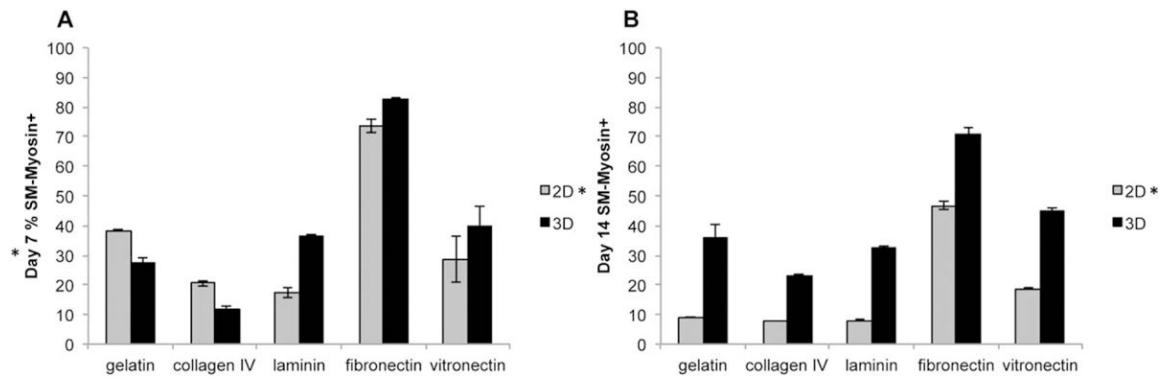 A
100
90
80
70
60
50
40
30
20
10
0
* Day 7 % SM-Myosin+
gelatin collagen IV laminin fibronectin vitronectin
2D *
3D
B
100
90
80
70
60
50
40
30
20
10
0
Day 14 SM-Myosin+
gelatin collagen IV laminin fibronectin vitronectin
2D *
3D